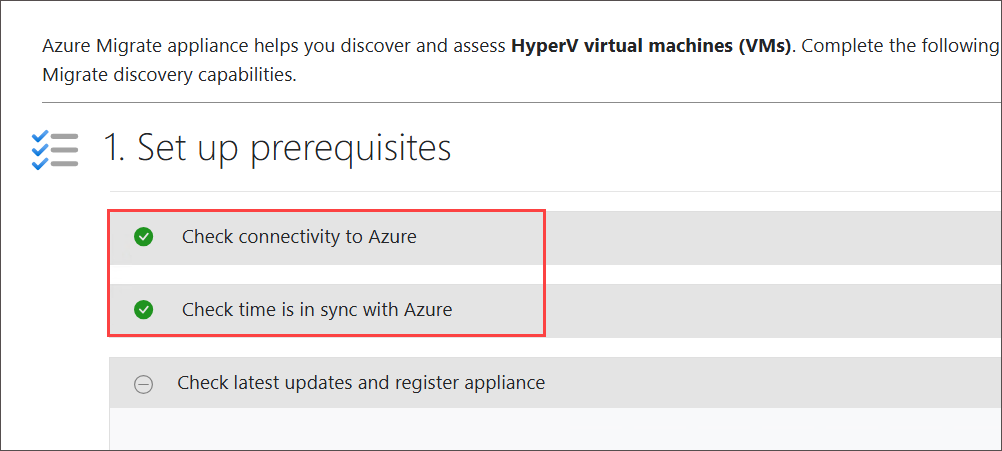 Azure Migrate appliance helps you discover and assess HyperV virtual machines (VMs). Complete the following
Migrate discovery capabilities.
1. Set up prerequisites
Check connectivity to Azure
Check time is in sync with Azure
Check latest updates and register appliance